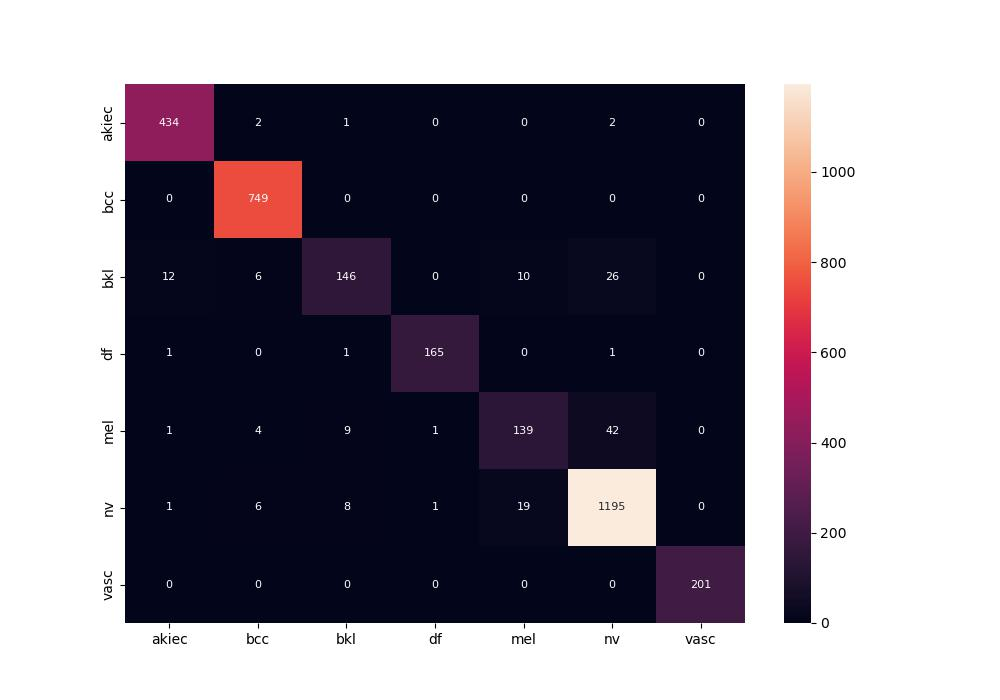 akiec 434 2 1 0 0 2 0
bcc 0 749 0 0 0 0 0
bkl 12 6 146 0 10 26 0
df 1 0 1 165 0 1 0
mel 1 4 9 1 139 42 0
nv 1 6 8 1 19 1195 0
vasc 0 0 0 0 0 0 201
akiec bcc bkl df mel nv vasc
1000
800
600
400
200
0